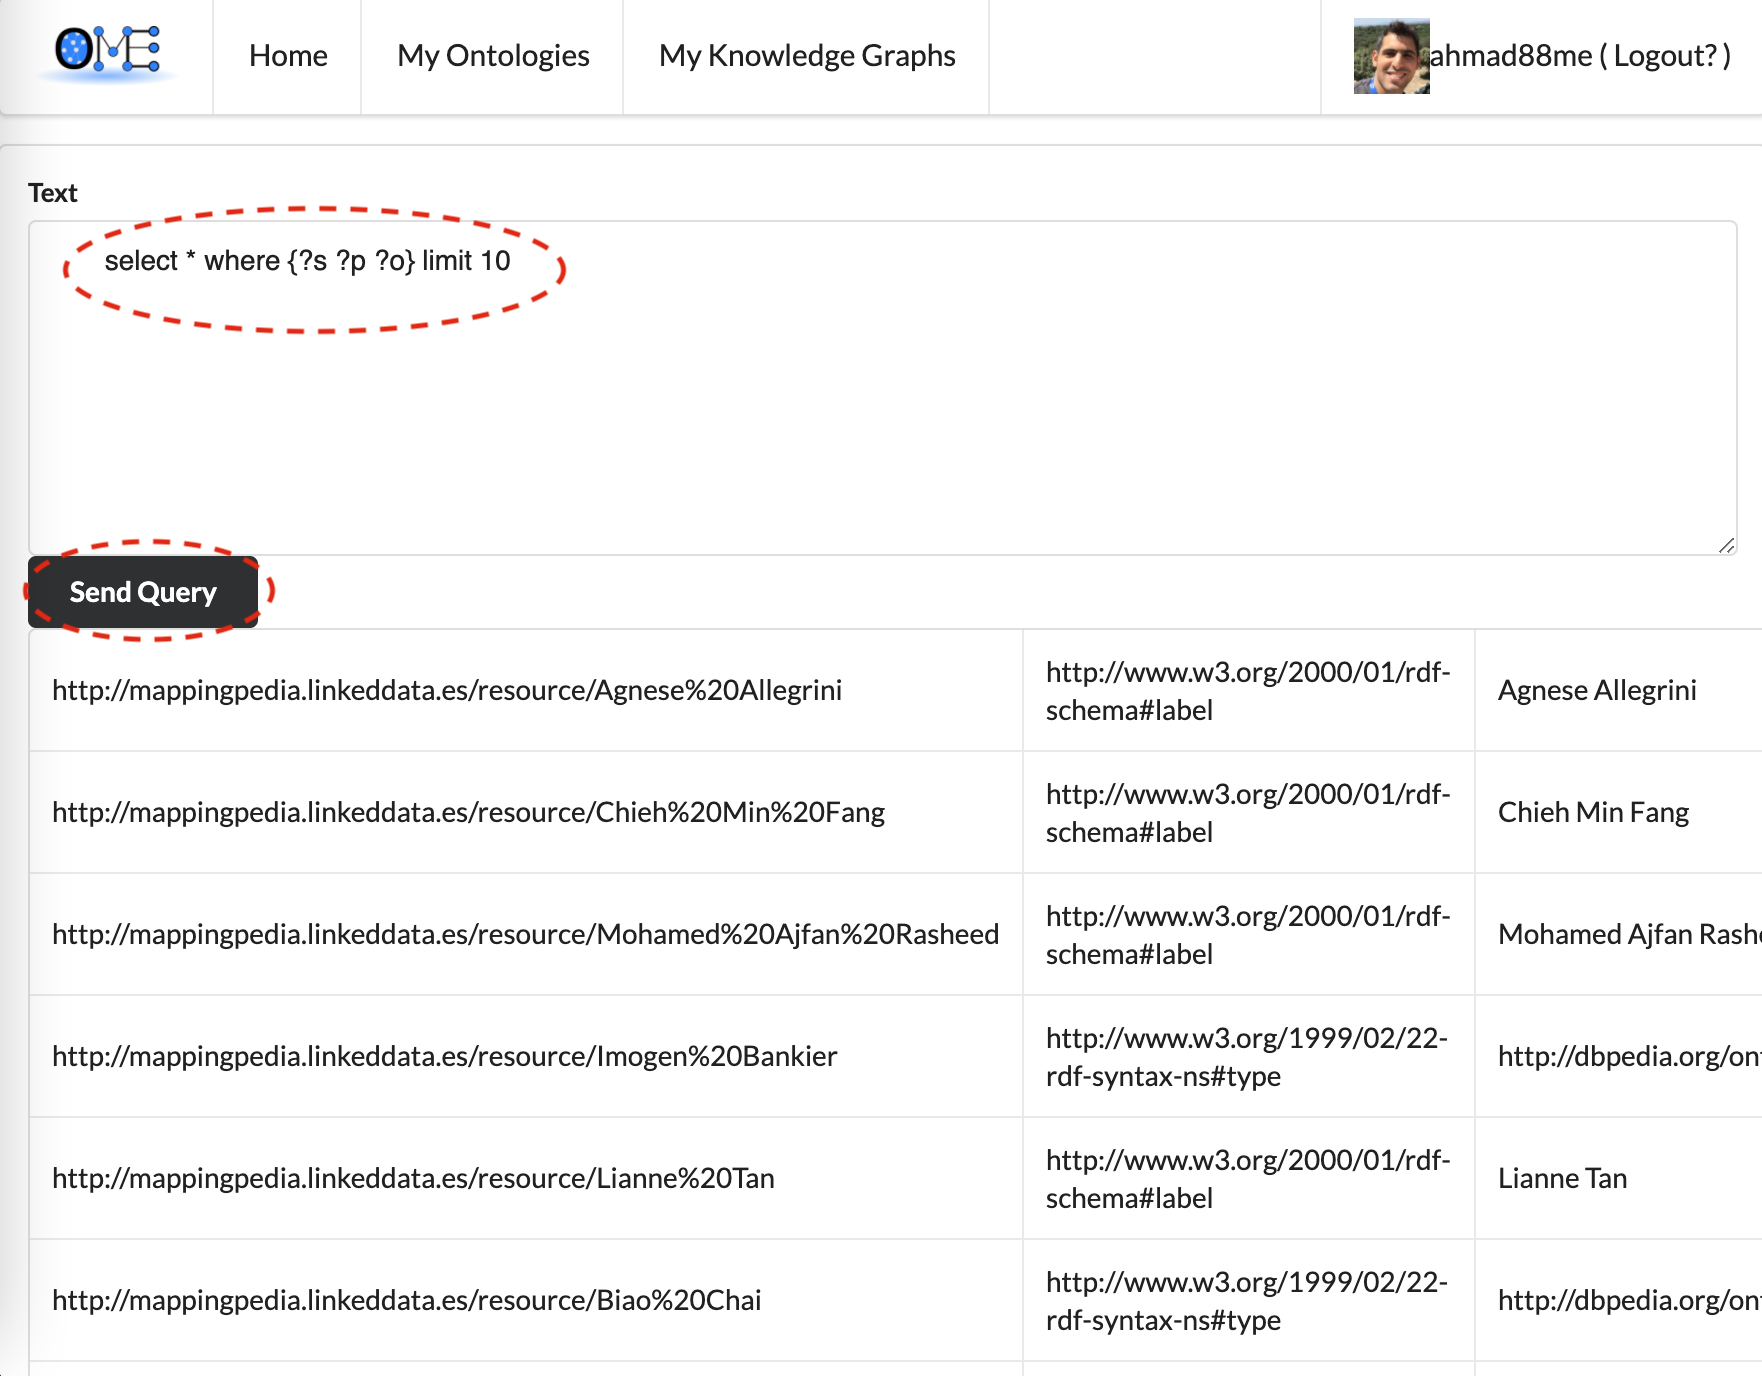 OME
Home
My Ontologies
My Knowledge Graphs
ahmad88me ( Logout? )
Text
select * where {?s ?p ?o} limit 10
Send Query
http://mappingpedia.linkeddata.es/resource/Agnese%20Allegrini
http://www.w3.org/2000/01/rdf-
schema#label
Agnese Allegrini
http://mappingpedia.linkeddata.es/resource/Chieh%20Min%20Fang
http://www.w3.org/2000/01/rdf-
schema#label
Chieh Min Fang
http://mappingpedia.linkeddata.es/resource/Mohamed%20Ajfan%20Rasheed
http://www.w3.org/2000/01/rdf-
schema#label
Mohamed Ajfan Rashe
http://mappingpedia.linkeddata.es/resource/Imogen%20Bankier
http://www.w3.org/1999/02/22-
rdf-syntax-ns#type
http://dbpedia.org/ont
http://mappingpedia.linkeddata.es/resource/Lianne%20Tan
http://www.w3.org/2000/01/rdf-
schema#label
Lianne Tan
http://mappingpedia.linkeddata.es/resource/Biao%20Chai
http://www.w3.org/1999/02/22-
rdf-syntax-ns#type
http://dbpedia.org/ont